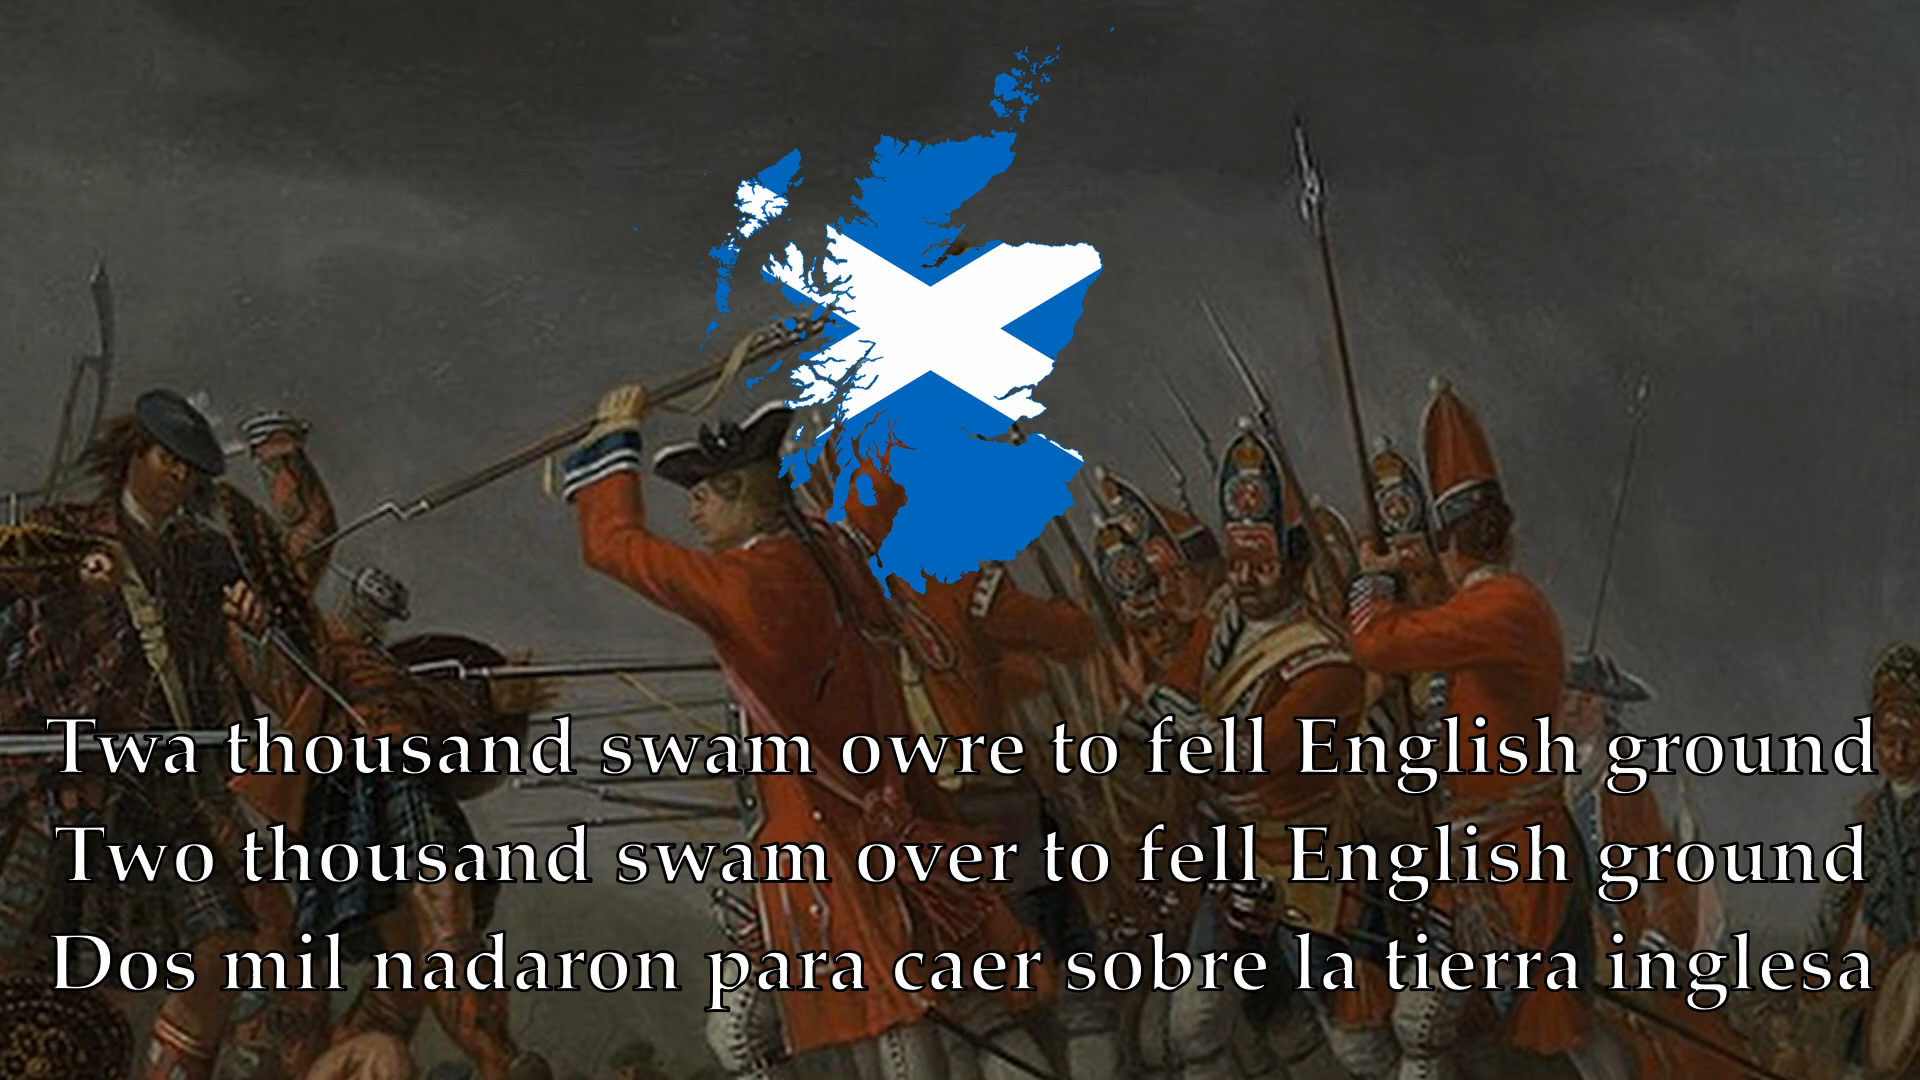 Twa thousand swam owre to fell English ground
Two thousand swam over to fell English ground
Dos mil nadaron para caer sobre la tierra inglesa